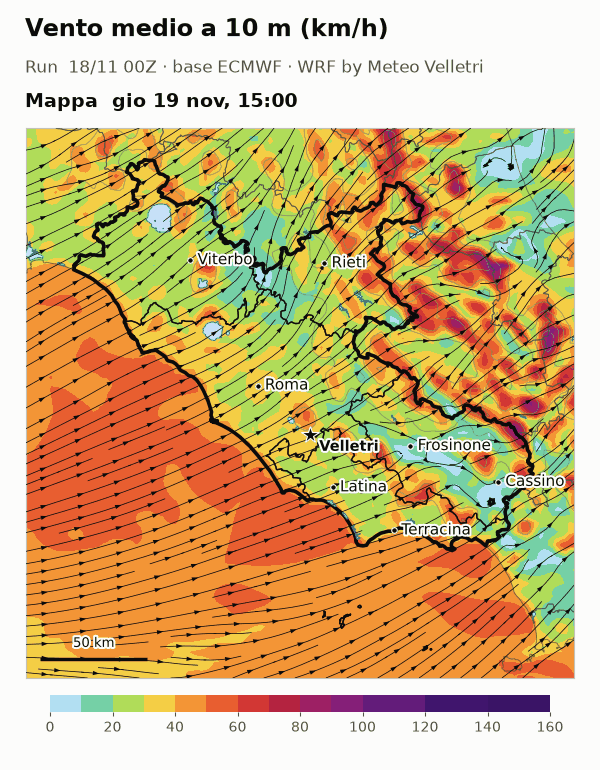 Vento medio a 10 m (km/h)
Run 18/11 00Z · base ECMWF · WRF by Meteo Velletri
Mappa gio 19 nov, 15:00
Viterbo
Rieti
Roma
Velletri
Frosinone
Latina
Cassino
Terracina
50 km
0 20 40 60 80 100 120 140 160